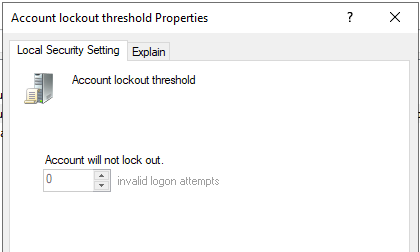 Account lockout threshold Properties
?
Local Security Setting
Explain
Account lockout threshold
Account will not lock out.
0 invalid logon attempts